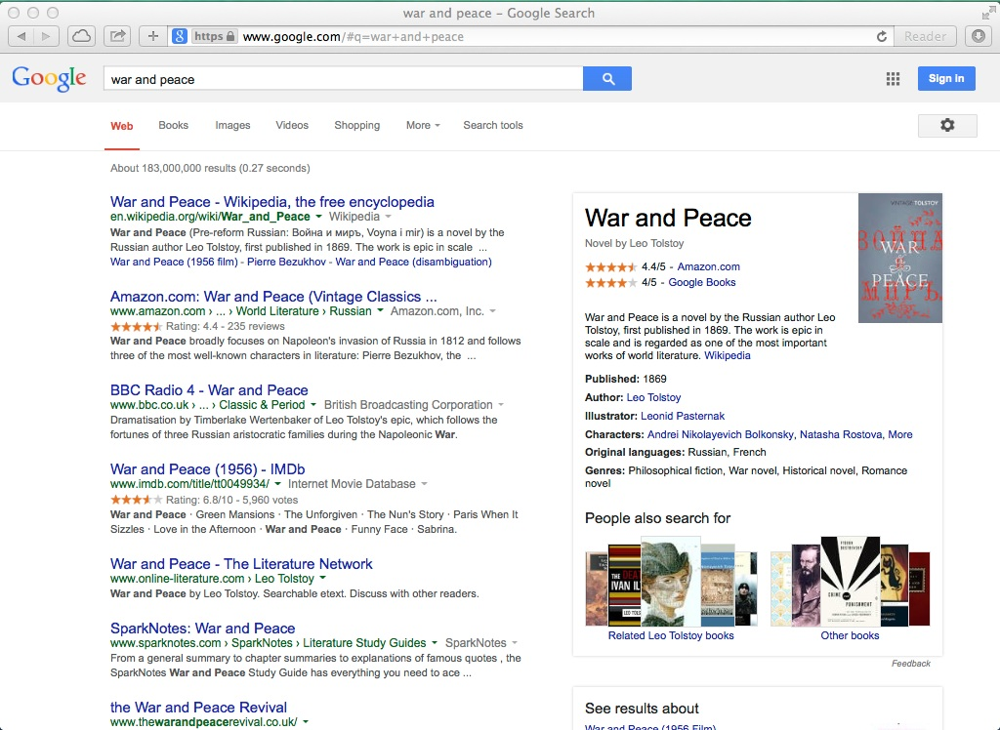 war and peace – Google Search
https www.google.com/#q=war+and+peace
Reader
Google
war and peace
Sign in
Web Books Images Videos Shopping More Search tools
About 183,000,000 results (0.27 seconds)
War and Peace - Wikipedia, the free encyclopedia
en.wikipedia.org/wiki/War_and_Peace Wikipedia
War and Peace (Pre-reform Russian: Война и миръ, Voyna i mir) is a novel by the
Russian author Leo Tolstoy, first published in 1869. The work is epic in scale ...
War and Peace (1956 film) - Pierre Bezukhov - War and Peace (disambiguation)
Amazon.com: War and Peace (Vintage Classics ...
www.amazon.com › ... › World Literature › Russian Amazon.com, Inc.
Rating: 4.4 - 235 reviews
War and Peace broadly focuses on Napoleon's invasion of Russia in 1812 and follows
three of the most well-known characters in literature: Pierre Bezukhov, the ...
BBC Radio 4 - War and Peace
www.bbc.co.uk › ... › Classic & Period British Broadcasting Corporation
Dramatisation by Timberlake Wertenbaker of Leo Tolstoy's epic, which follows the
fortunes of three Russian aristocratic families during the Napoleonic War.
War and Peace (1956) - IMDb
www.imdb.com/title/tt0049934/ Internet Movie Database
Rating: 6.8/10 - 5,960 votes
War and Peace · Green Mansions · The Unforgiven · The Nun's Story · Paris When It
Sizzles · Love in the Afternoon · War and Peace · Funny Face · Sabrina.
War and Peace - The Literature Network
www.online-literature.com › Leo Tolstoy
War and Peace by Leo Tolstoy. Searchable etext. Discuss with other readers.
SparkNotes: War and Peace
www.sparknotes.com › SparkNotes › Literature Study Guides SparkNotes
From a general summary to chapter summaries to explanations of famous quotes , the
SparkNotes War and Peace Study Guide has everything you need to ace ...
the War and Peace Revival
www.thewarandpeacerevival.co.uk/
War and Peace
Novel by Leo Tolstoy
4.4/5 - Amazon.com
4/5 - Google Books
VINTAGE TOLSTOY
ВОЙНА
WAR
&
PEACE
МИРЪ
War and Peace is a novel by the Russian author Leo
Tolstoy, first published in 1869. The work is epic in
scale and is regarded as one of the most important
works of world literature. Wikipedia
Published: 1869
Author: Leo Tolstoy
Illustrator: Leonid Pasternak
Characters: Andrei Nikolayevich Bolkonsky, Natasha Rostova, More
Original languages: Russian, French
Genres: Philosophical fiction, War novel, Historical novel, Romance
novel
People also search for
THE
IVAN IL
LEO TOLS
CRIME
AND
PUNISHMENT
Related Leo Tolstoy books
Other books
Feedback
See results about
War and Peace (1956 Film)